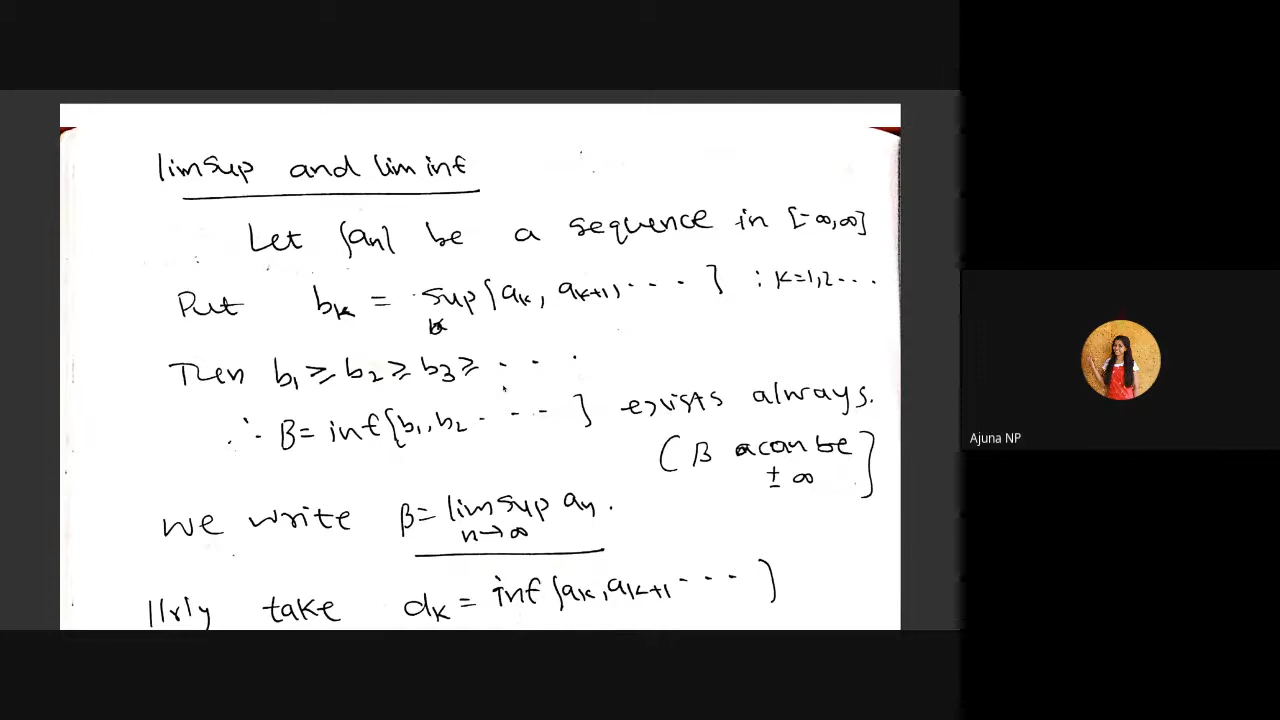 limsup and lim inf
Let {an} be a sequence in [-∞,∞]
Put bk = sup{ak, ak+1, ... } : k=1,2...
k
Then b1 ≥ b2 ≥ b3 ≥ ...
∴ β = inf{b1, b2 ... } exists always.
(β can be
± ∞)
we write β = limsup an.
n→∞
lllrly take dk = inf{ak, ak+1 ... }
Ajuna NP